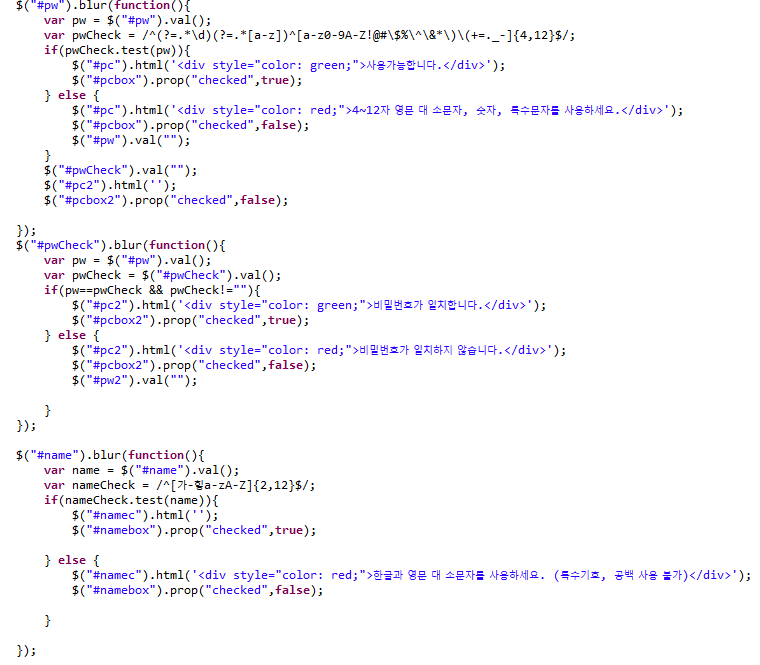 $("#pw").blur(function(){
    var pw = $("#pw").val();
    var pwCheck = /^(?=.*\d)(?=.*[a-z])^[a-z0-9A-Z!@#\$%\^\&*\)\(+=._-]{4,12}$/;
    if(pwCheck.test(pw)){
        $("#pc").html('<div style="color: green;">사용가능합니다.</div>');
        $("#pcbox").prop("checked",true);
    } else {
        $("#pc").html('<div style="color: red;">4~12자 영문 대 소문자, 숫자, 특수문자를 사용하세요.</div>');
        $("#pcbox").prop("checked",false);
        $("#pw").val("");
    }
    $("#pwCheck").val("");
    $("#pc2").html('');
    $("#pcbox2").prop("checked",false);

});
$("#pwCheck").blur(function(){
    var pw = $("#pw").val();
    var pwCheck = $("#pwCheck").val();
    if(pw==pwCheck && pwCheck!=""){
        $("#pc2").html('<div style="color: green;">비밀번호가 일치합니다.</div>');
        $("#pcbox2").prop("checked",true);
    } else {
        $("#pc2").html('<div style="color: red;">비밀번호가 일치하지 않습니다.</div>');
        $("#pcbox2").prop("checked",false);
        $("#pw2").val("");

    }
});

$("#name").blur(function(){
    var name = $("#name").val();
    var nameCheck = /^[가-힣a-zA-Z]{2,12}$/;
    if(nameCheck.test(name)){
        $("#namec").html('');
        $("#namebox").prop("checked",true);

    } else {
        $("#namec").html('<div style="color: red;">한글과 영문 대 소문자를 사용하세요. (특수기호, 공백 사용 불가)</div>');
        $("#namebox").prop("checked",false);

    }

});